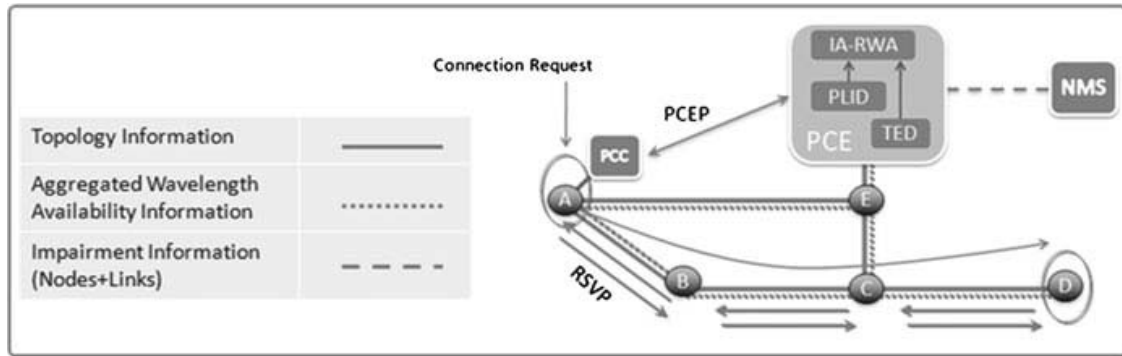 Connection Request
IA-RWA
PLID
TED
PCE
NMS
PCEP
PCC
Topology Information
Aggregated Wavelength
Availability Information
Impairment Information
(Nodes+Links)
A
E
B
C
D
RSVP